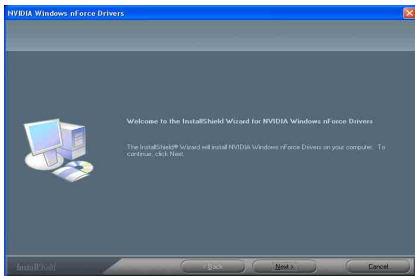 NVIDIA Windows nForce Drivers
Welcome to the InstallShield Wizard for NVIDIA Windows nForce Drivers
The InstallShield® Wizard will install NVIDIA Windows nForce Drivers on your computer. To
continue, click Next.
InstallShield
< Back
Next >
Cancel